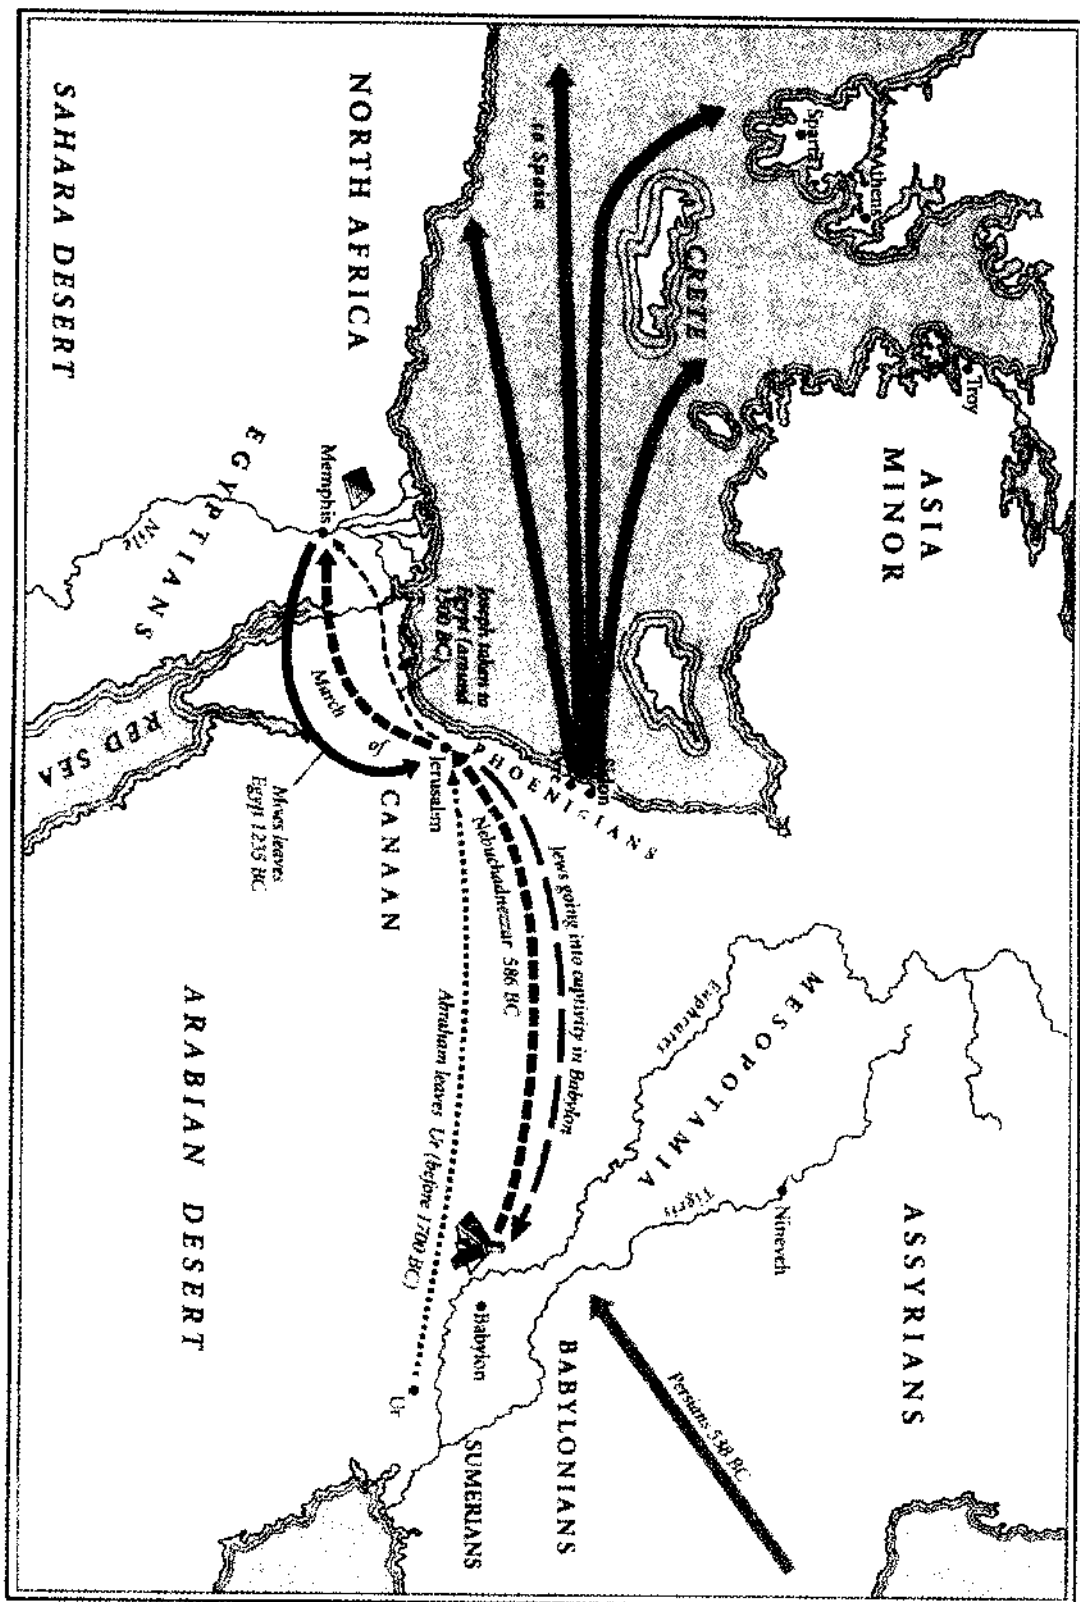 ASIA
MINOR
ASSYRIANS
Troy
Athens
Sparta
CRETE
to Spain
MESOPOTAMIA
Euphrates
Tigris
Nineveh
Persians 538 BC
BABYLONIANS
SUMERIANS
Babylon
Ur
Sidon
Tyre
PHOENICIANS
Jews going into captivity in Babylon
March of Nebuchadnezzar 586 BC
Abraham leaves Ur (before 1700 BC)
Joseph taken to
Egypt (around
1500 BC)
Jerusalem
CANAAN
NORTH AFRICA
Memphis
EGYPTIANS
Nile
RED SEA
Moses leaves
Egypt 1235 BC
ARABIAN DESERT
SAHARA DESERT